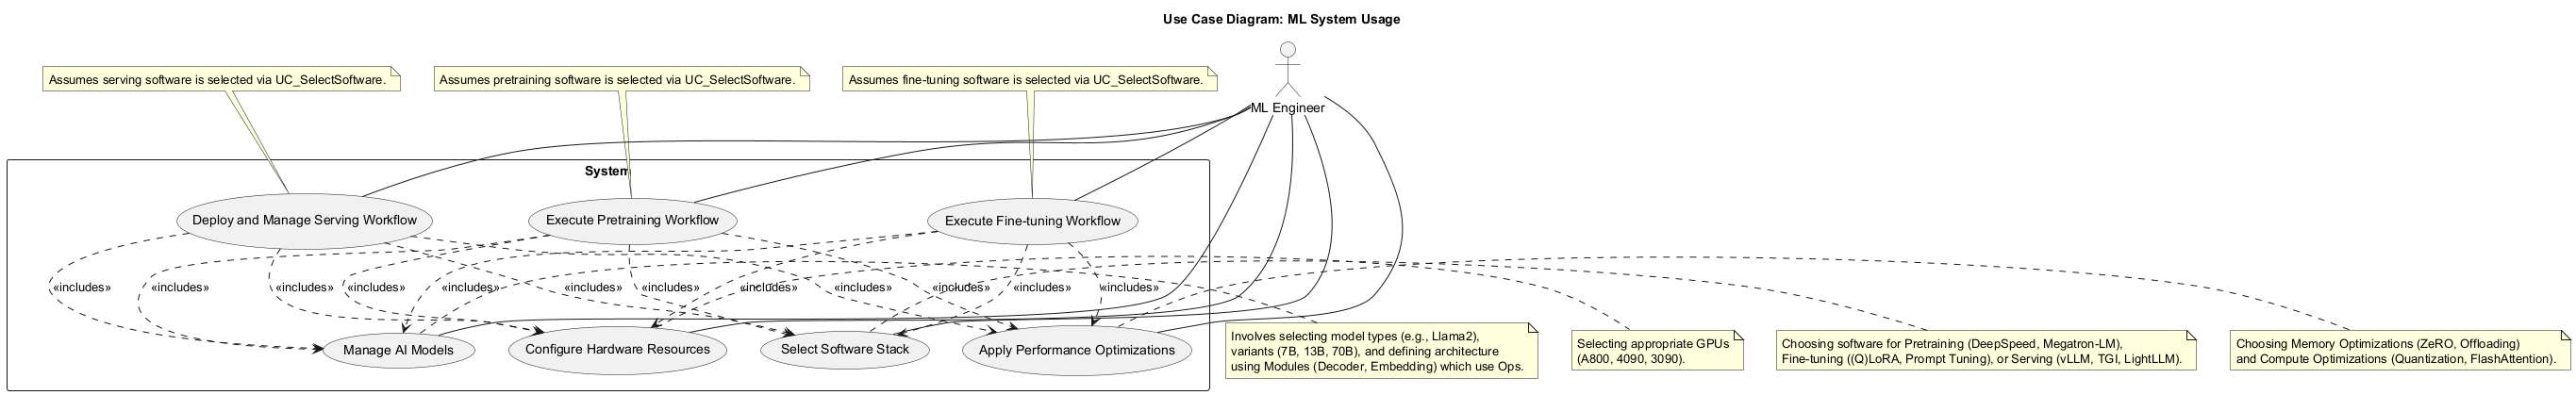 Use Case Diagram: ML System Usage
Assumes serving software is selected via UC_SelectSoftware.
Assumes pretraining software is selected via UC_SelectSoftware.
Assumes fine-tuning software is selected via UC_SelectSoftware.
ML Engineer
System
Deploy and Manage Serving Workflow
Execute Pretraining Workflow
Execute Fine-tuning Workflow
«includes»
«includes»
«includes»
«includes»
«includes»
«includes»
«includes»
«includes»
«includes»
«includes»
«includes»
«includes»
Manage AI Models
Configure Hardware Resources
Select Software Stack
Apply Performance Optimizations
Involves selecting model types (e.g., Llama2),
variants (7B, 13B, 70B), and defining architecture
using Modules (Decoder, Embedding) which use Ops.
Selecting appropriate GPUs
(A800, 4090, 3090).
Choosing software for Pretraining (DeepSpeed, Megatron-LM),
Fine-tuning ((Q)LoRA, Prompt Tuning), or Serving (vLLM, TGI, LightLLM).
Choosing Memory Optimizations (ZeRO, Offloading)
and Compute Optimizations (Quantization, FlashAttention).